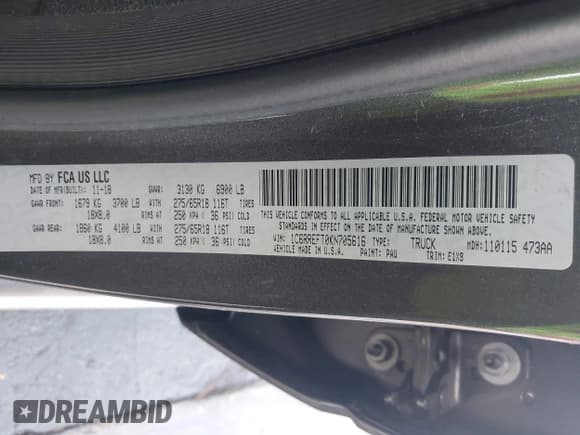 MFD BY FCA US LLC
DATE OF MFR(BUILT): 11-18 GVWR: 3130 KG 6900 LB
GAWR FRONT: 1679 KG 3700 LB WITH 275/65R18 116T TIRES
18X8.0 RIMS AT 250 KPA/ 36 PSI COLD
GAWR REAR: 1860 KG 4100 LB WITH 275/65R18 116T TIRES
18X8.0 RIMS AT 250 KPA/ 36 PSI COLD
THIS VEHICLE CONFORMS TO ALL APPLICABLE U.S.A. FEDERAL MOTOR VEHICLE SAFETY
STANDARDS IN EFFECT ON THE DATE OF MANUFACTURE SHOWN ABOVE.
VIN: 1C6RREFT0KN705616 TYPE: TRUCK MDH: 110115 473AA
VEHICLE MADE IN U.S.A. PAINT: PAU TRIM: E1X8
DREAMBID